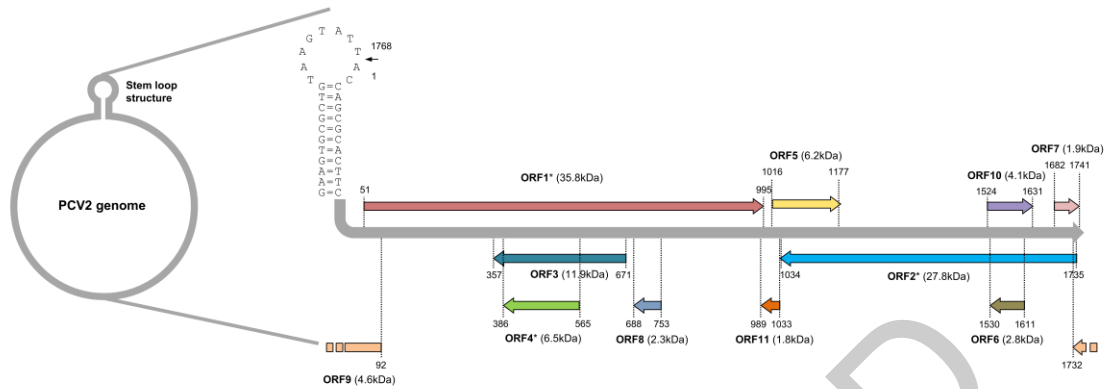 G T A T T
A A T A C
1768
1
Stem loop
structure
G=C
T=A
C=G
G=C
C=G
G=C
T=A
G=C
A=T
A=T
G=C
PCV2 genome
ORF1* (35.8kDa)
51
995
ORF5 (6.2kDa)
1016
1177
ORF10 (4.1kDa)
1524
1631
ORF7 (1.9kDa)
1682
1741
357
ORF3 (11.9kDa)
671
1034
ORF2* (27.8kDa)
1735
386
565
ORF4* (6.5kDa)
688
753
ORF8 (2.3kDa)
989
1033
ORF11 (1.8kDa)
1530
1611
ORF6 (2.8kDa)
92
ORF9 (4.6kDa)
1732